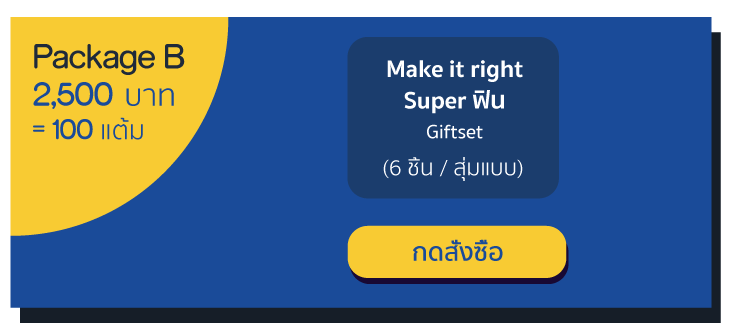 Package B
2,500 บาท
= 100 แต้ม
Make it right
Super ฟิน
Giftset
(6 ชิ้น / สุ่มแบบ)
กดสั่งซื้อ